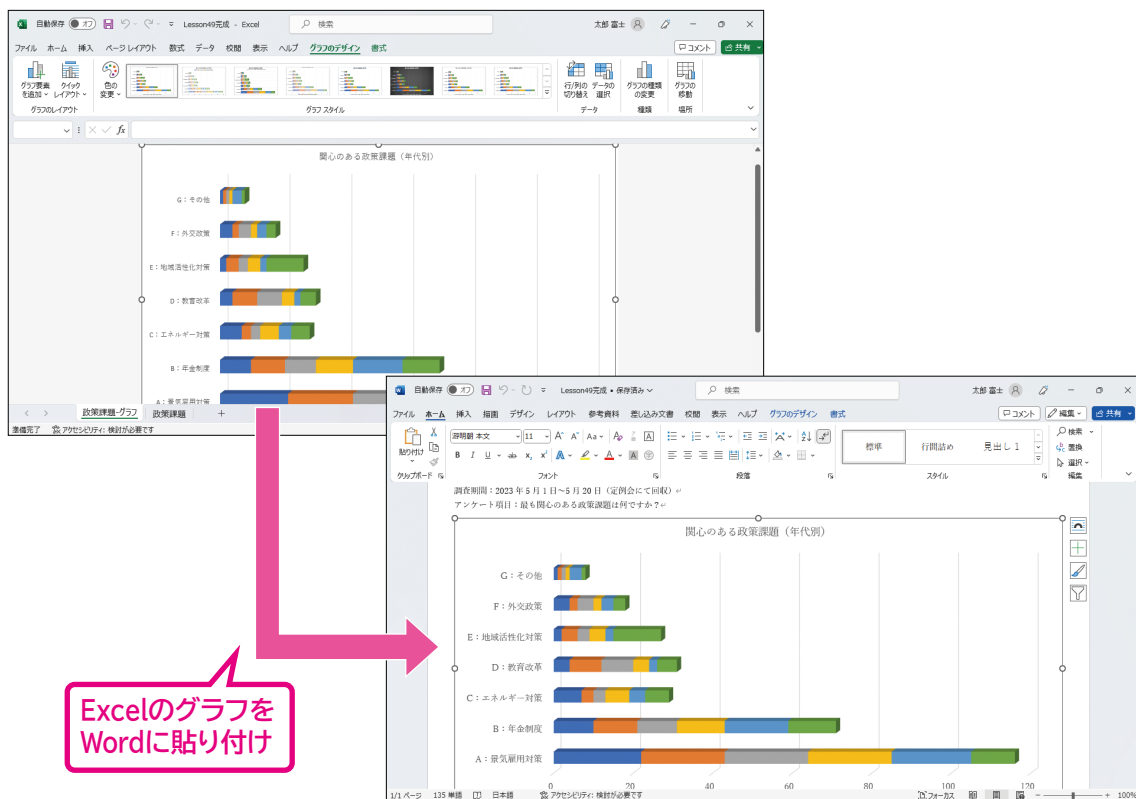 自動保存 オフ Lesson49完成 - Excel 検索 太郎 富士
ファイル ホーム 挿入 ページ レイアウト 数式 データ 校閲 表示 ヘルプ グラフのデザイン 書式 コメント 共有
グラフ要素を追加 クイックレイアウト 色の変更 行/列の切り替え データの選択 グラフの種類の変更 グラフの移動
グラフのレイアウト グラフ スタイル データ 種類 場所
fx
関心のある政策課題（年代別）
G：その他
F：外交政策
E：地域活性化対策
D：教育改革
C：エネルギー対策
B：年金制度
A：景気雇用対策
政策課題-グラフ 政策課題 +
準備完了 アクセシビリティ: 検討が必要です
自動保存 オフ Lesson49完成 • 保存済み 検索 太郎 富士
ファイル ホーム 挿入 描画 デザイン レイアウト 参考資料 差し込み文書 校閲 表示 ヘルプ グラフのデザイン 書式 コメント 編集 共有
貼り付け 游明朝 本文 11 A A Aa 標準 行間詰め 見出し 1 検索
B I U ab x₂ x² A A A 置換
選択
クリップボード フォント 段落 スタイル 編集
調査期間：2023 年 5 月 1 日～5 月 20 日（定例会にて回収）
アンケート項目：最も関心のある政策課題は何ですか？
関心のある政策課題（年代別）
G：その他
F：外交政策
E：地域活性化対策
D：教育改革
C：エネルギー対策
B：年金制度
A：景気雇用対策
0 20 40 60 80 100 120
1/1 ページ 135 単語 日本語 アクセシビリティ: 検討が必要です フォーカス 100%
Excelのグラフを
Wordに貼り付け